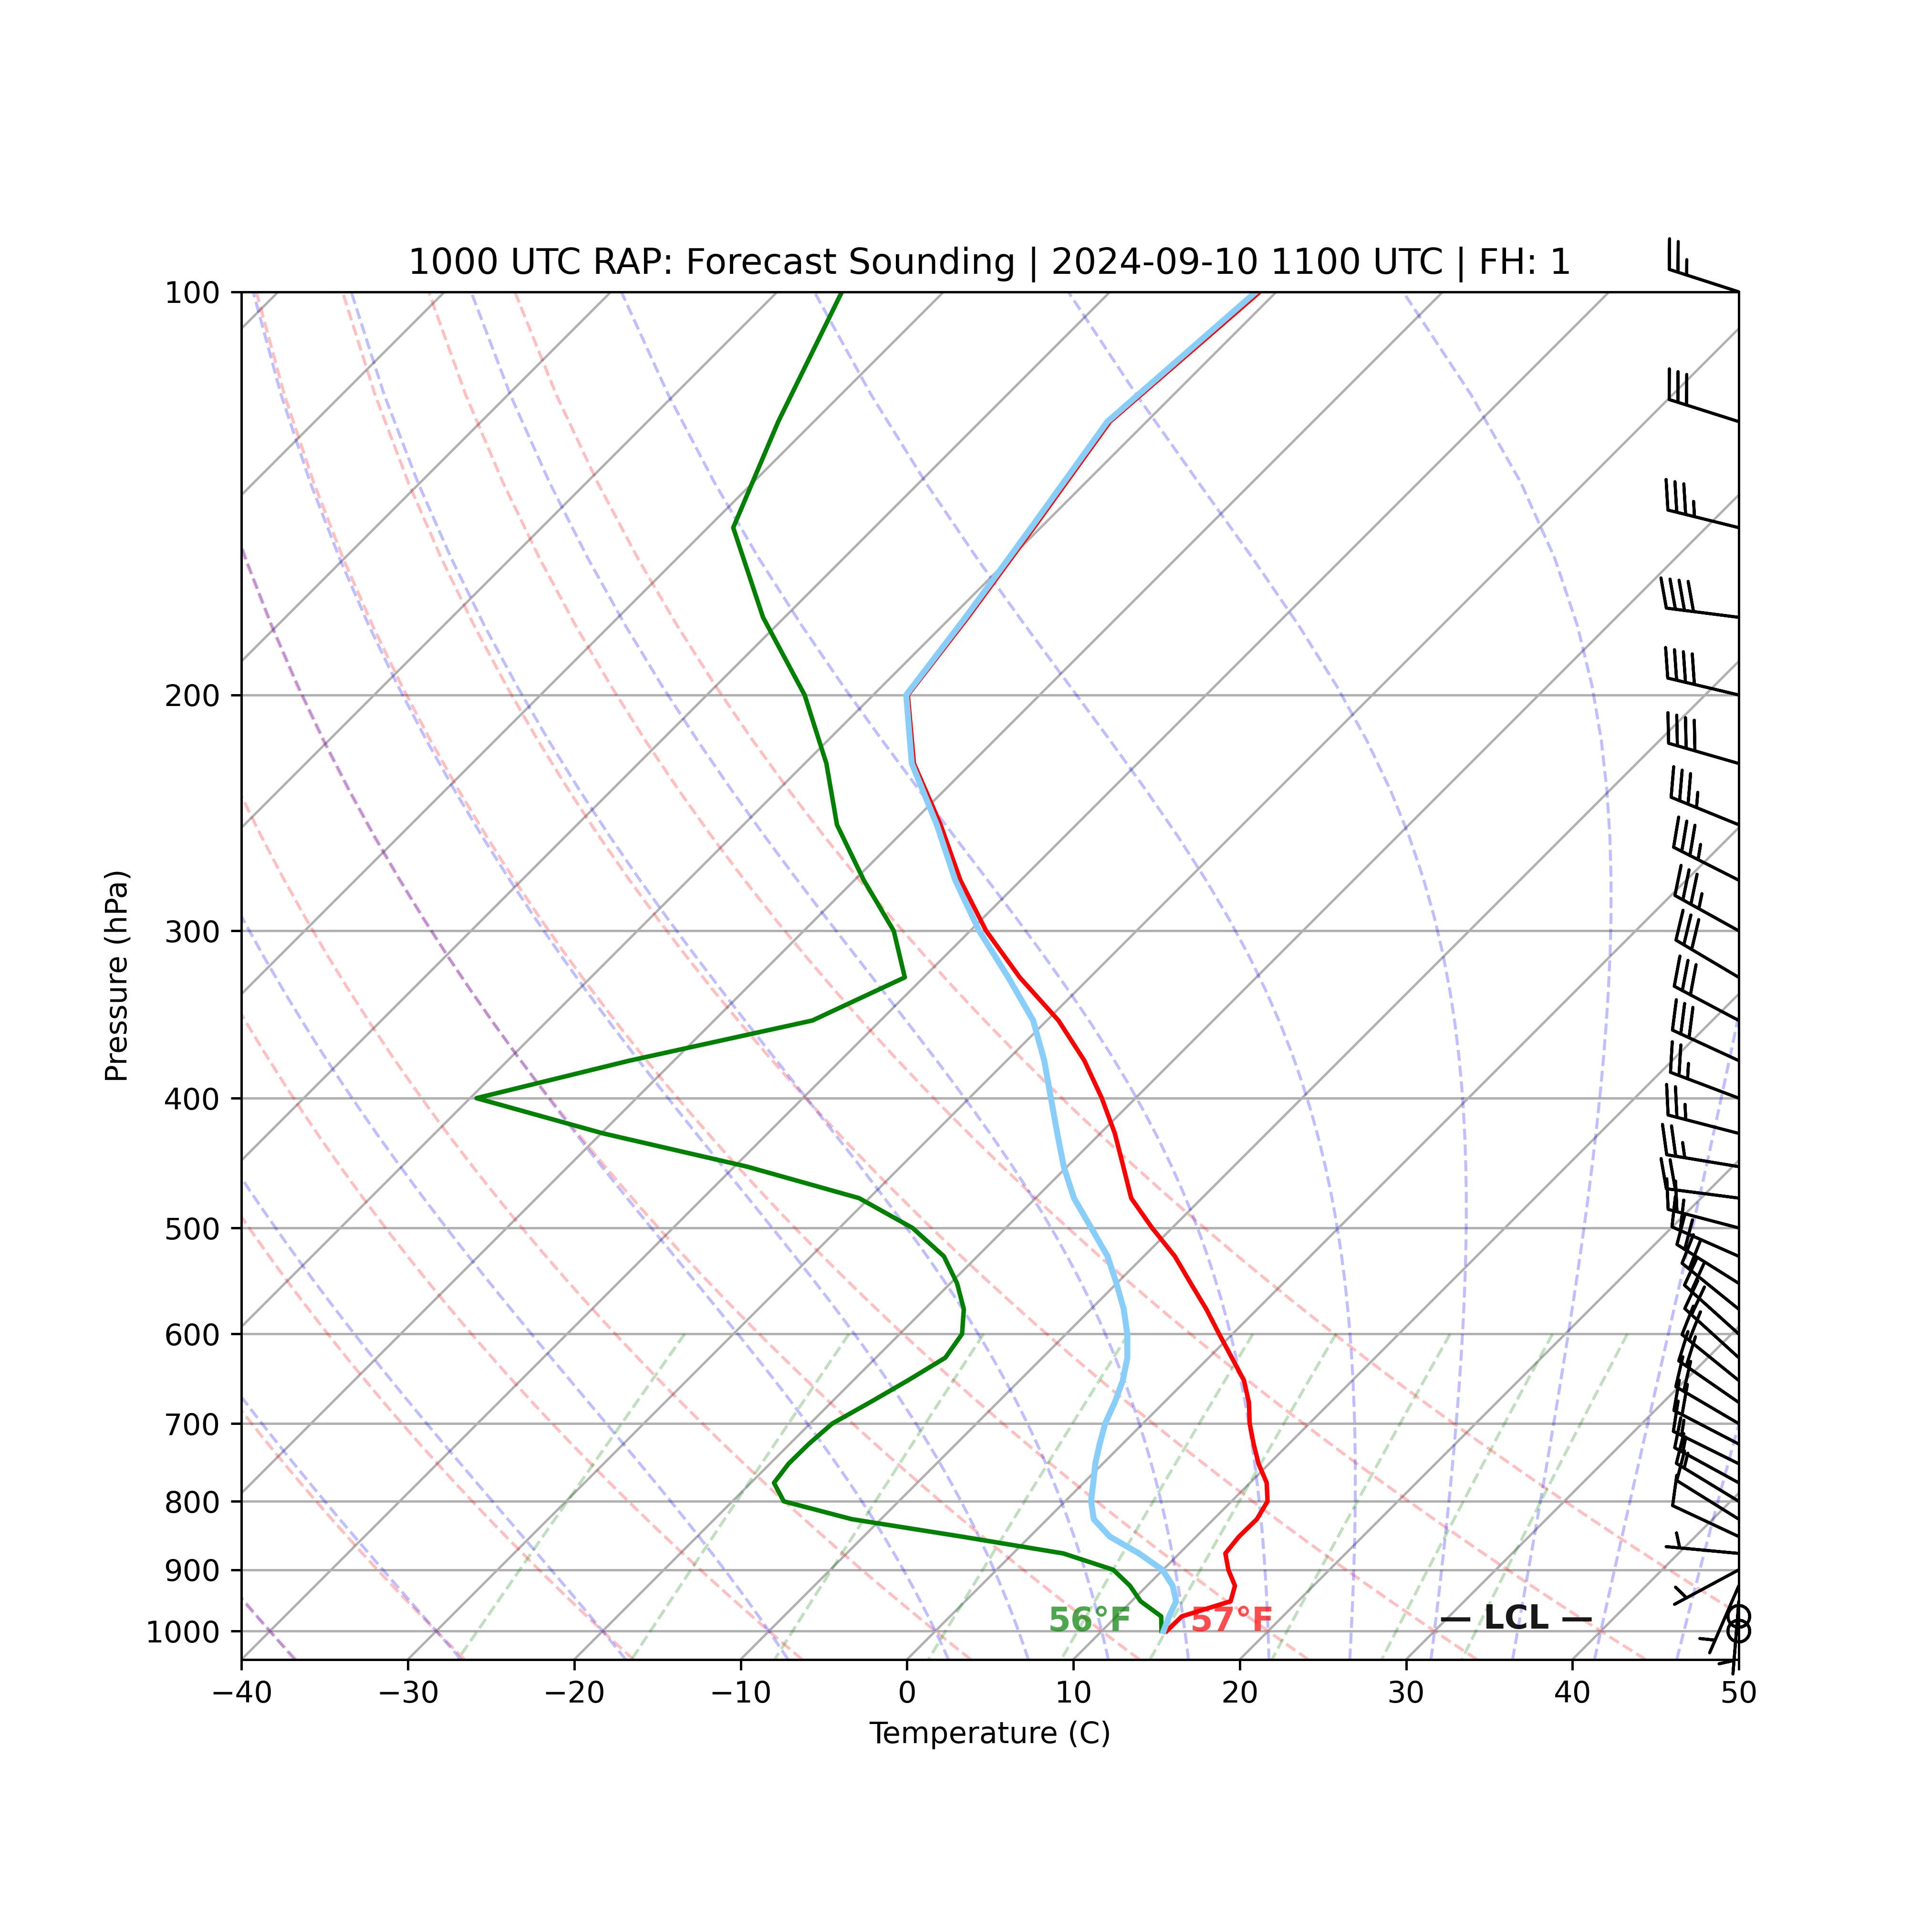 1000 UTC RAP: Forecast Sounding | 2024-09-10 1100 UTC | FH: 1
100
200
300
400
500
600
700
800
900
1000
Pressure (hPa)
56°F 57°F — LCL —
−40 −30 −20 −10 0 10 20 30 40 50
Temperature (C)